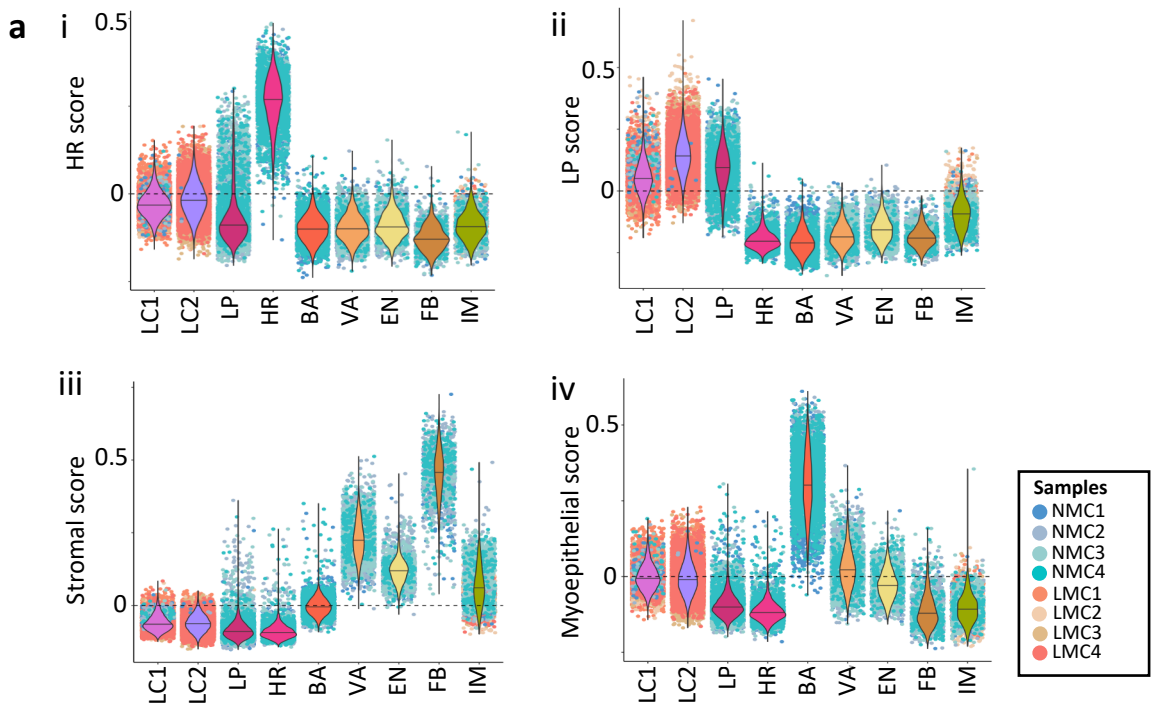 a i
HR score
0.5
0
LC1 LC2 LP HR BA VA EN FB IM
ii
LP score
0.5
0
LC1 LC2 LP HR BA VA EN FB IM
iii
Stromal score
0.5
0
LC1 LC2 LP HR BA VA EN FB IM
iv
Myoepithelial score
0.5
0
LC1 LC2 LP HR BA VA EN FB IM
Samples
NMC1
NMC2
NMC3
NMC4
LMC1
LMC2
LMC3
LMC4